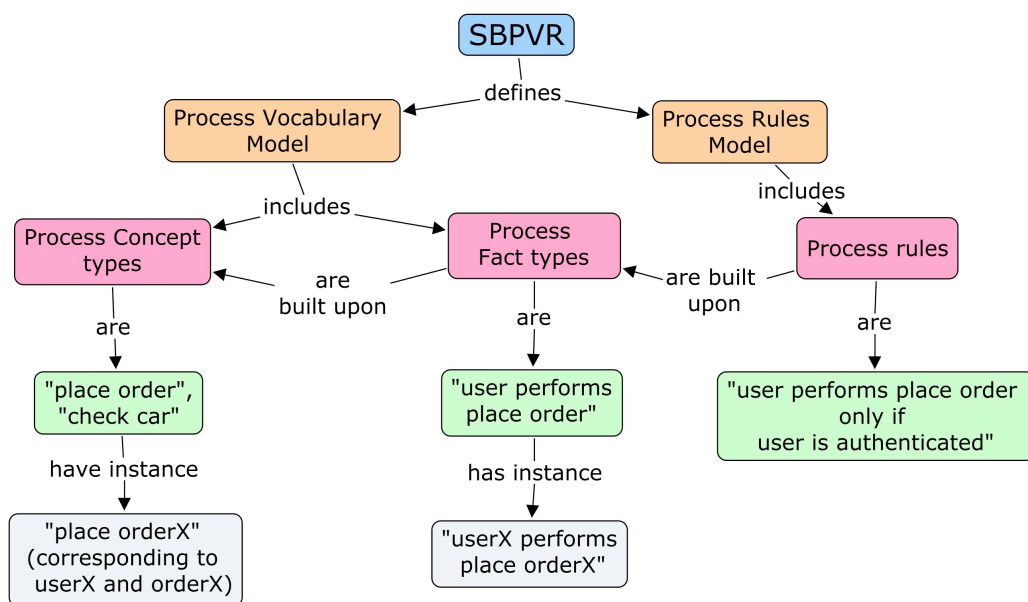 SBPVR
defines
Process Vocabulary
Model
Process Rules
Model
includes
includes
Process Concept
types
Process
Fact types
Process rules
are
built upon
are built
upon
are
are
are
"place order",
"check car"
"user performs
place order"
"user performs place order
only if
user is authenticated"
have instance
has instance
"place orderX"
(corresponding to
userX and orderX)
"userX performs
place orderX"